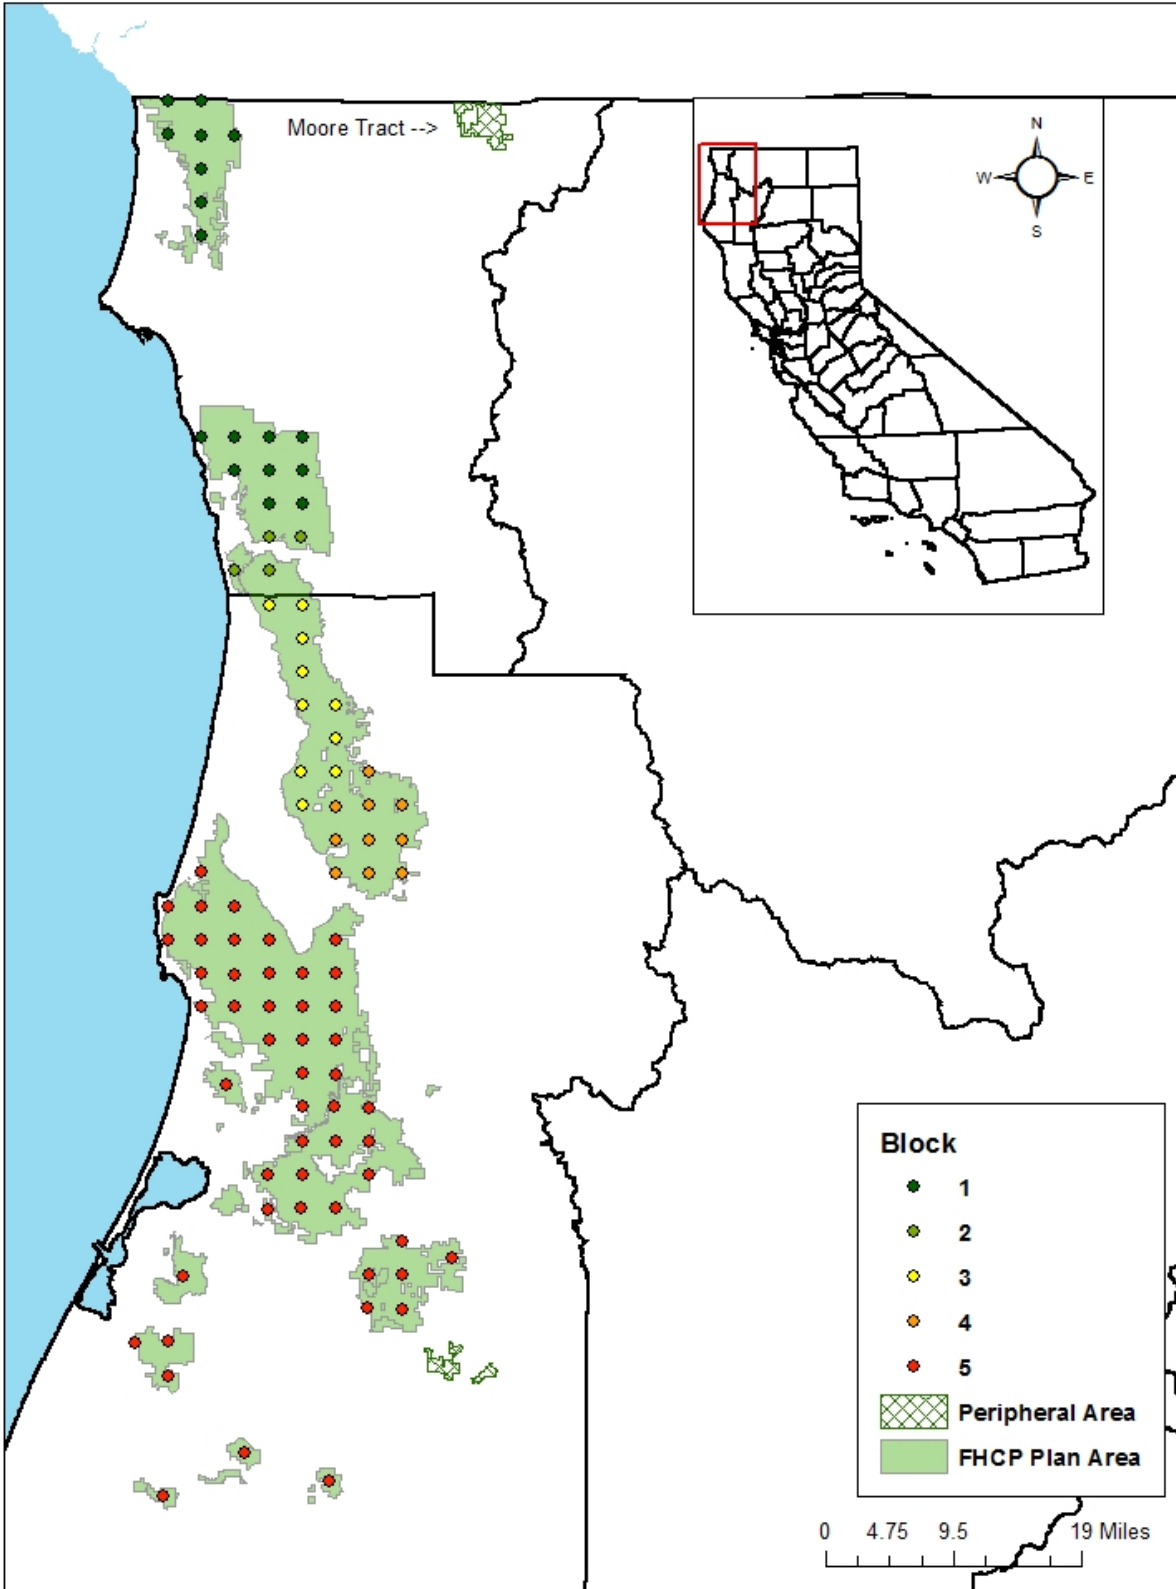 Moore Tract -->
N
W E
S
Block
1
2
3
4
5
Peripheral Area
FHCP Plan Area
0 4.75 9.5 19 Miles